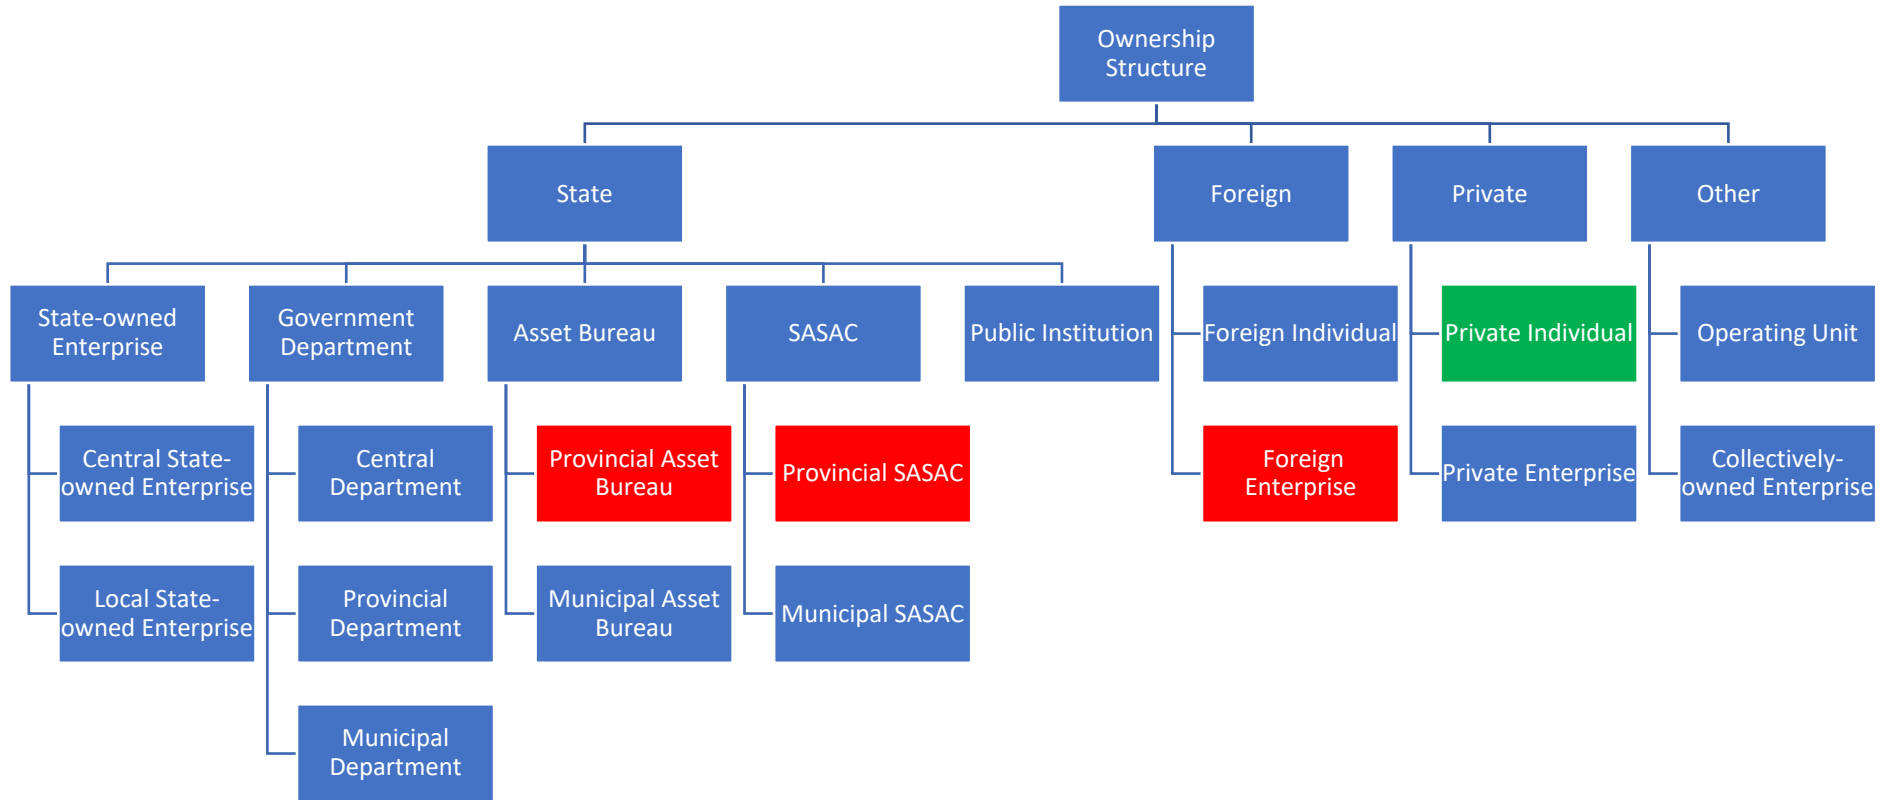 Ownership
Structure
State
Foreign
Private
Other
State-owned
Enterprise
Government
Department
Asset Bureau
SASAC
Public Institution
Foreign Individual
Private Individual
Operating Unit
Central State-
owned Enterprise
Central
Department
Provincial Asset
Bureau
Provincial SASAC
Foreign
Enterprise
Private Enterprise
Collectively-
owned Enterprise
Local State-
owned Enterprise
Provincial
Department
Municipal Asset
Bureau
Municipal SASAC
Municipal
Department